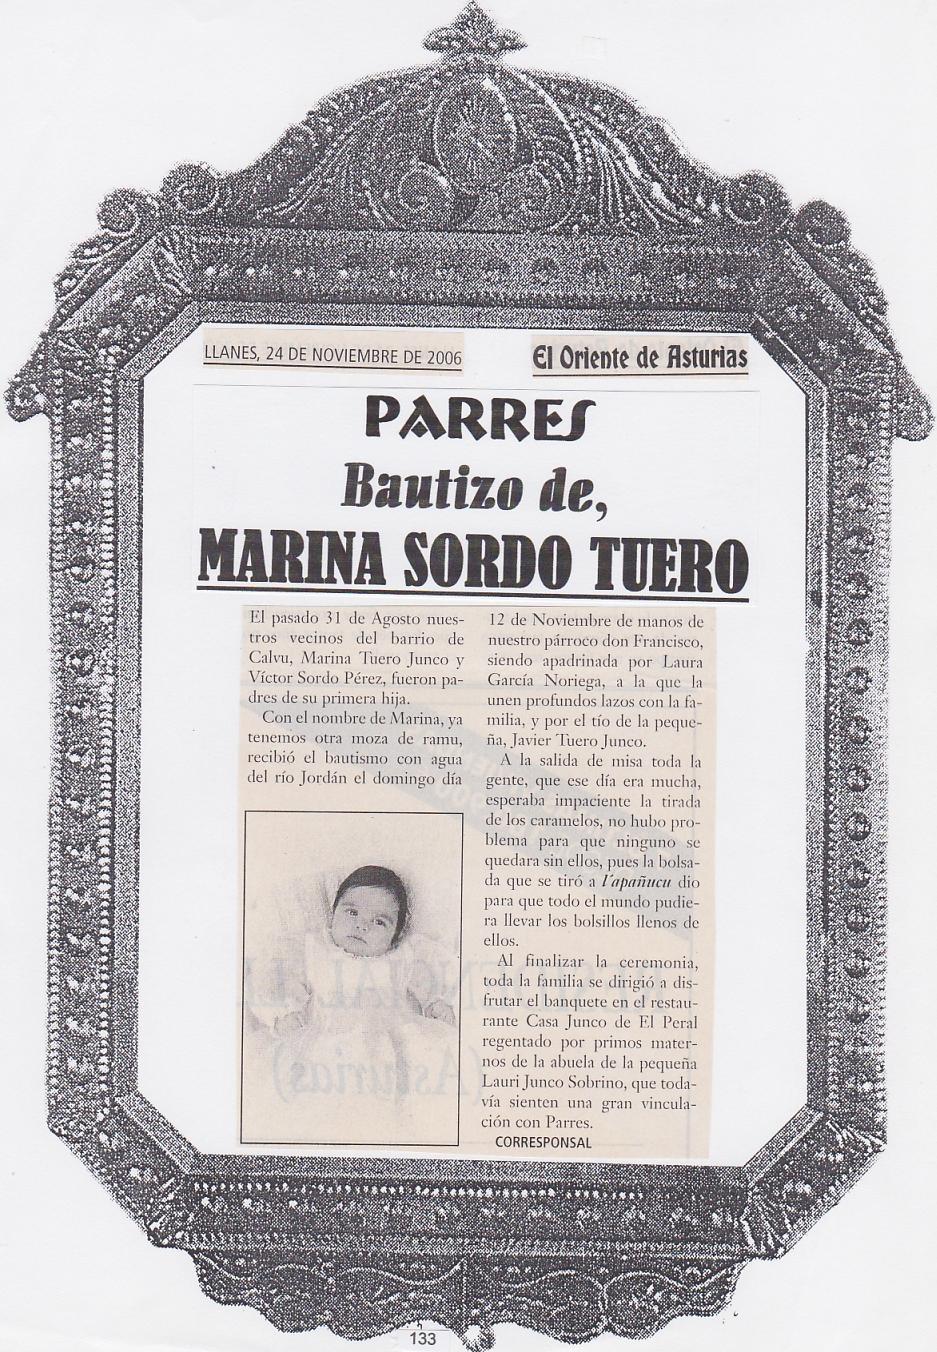 LLANES, 24 DE NOVIEMBRE DE 2006
El Oriente de Asturias
PARRES
Bautizo de,
MARINA SORDO TUERO
El pasado 31 de Agosto nues-
tros vecinos del barrio de
Calvu, Marina Tuero Junco y
Víctor Sordo Pérez, fueron pa-
dres de su primera hija.
Con el nombre de Marina, ya
tenemos otra moza de ramu,
recibió el bautismo con agua
del río Jordán el domingo día
12 de Noviembre de manos de
nuestro párroco don Francisco,
siendo apadrinada por Laura
García Noriega, a la que la
unen profundos lazos con la fa-
milia, y por el tío de la peque-
ña, Javier Tuero Junco.
A la salida de misa toda la
gente, que ese día era mucha,
esperaba impaciente la tirada
de los caramelos, no hubo pro-
blema para que ninguno se
quedara sin ellos, pues la bolsa-
da que se tiró a l´apañucu dio
para que todo el mundo pudie-
ra llevar los bolsillos llenos de
ellos.
Al finalizar la ceremonia,
toda la familia se dirigió a dis-
frutar el banquete en el restau-
rante Casa Junco de El Peral
regentado por primos mater-
nos de la abuela de la pequeña
Lauri Junco Sobrino, que toda-
vía sienten una gran vincula-
ción con Parres.
CORRESPONSAL
133